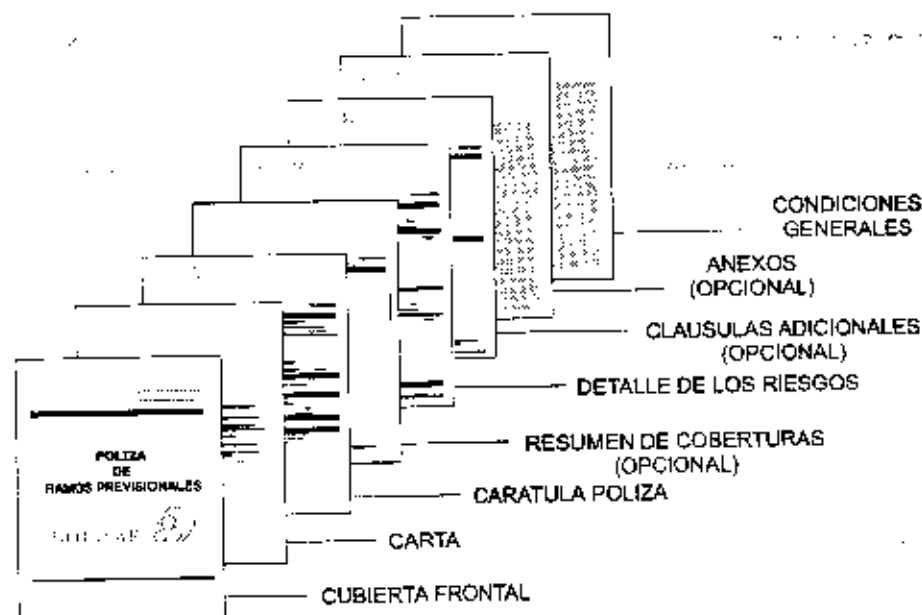 CONDICIONES
GENERALES
ANEXOS
(OPCIONAL)
CLAUSULAS ADICIONALES
(OPCIONAL)
DETALLE DE LOS RIESGOS
RESUMEN DE COBERTURAS
(OPCIONAL)
CARATULA POLIZA
CARTA
CUBIERTA FRONTAL
POLIZA
DE
RAMOS PREVISIONALES